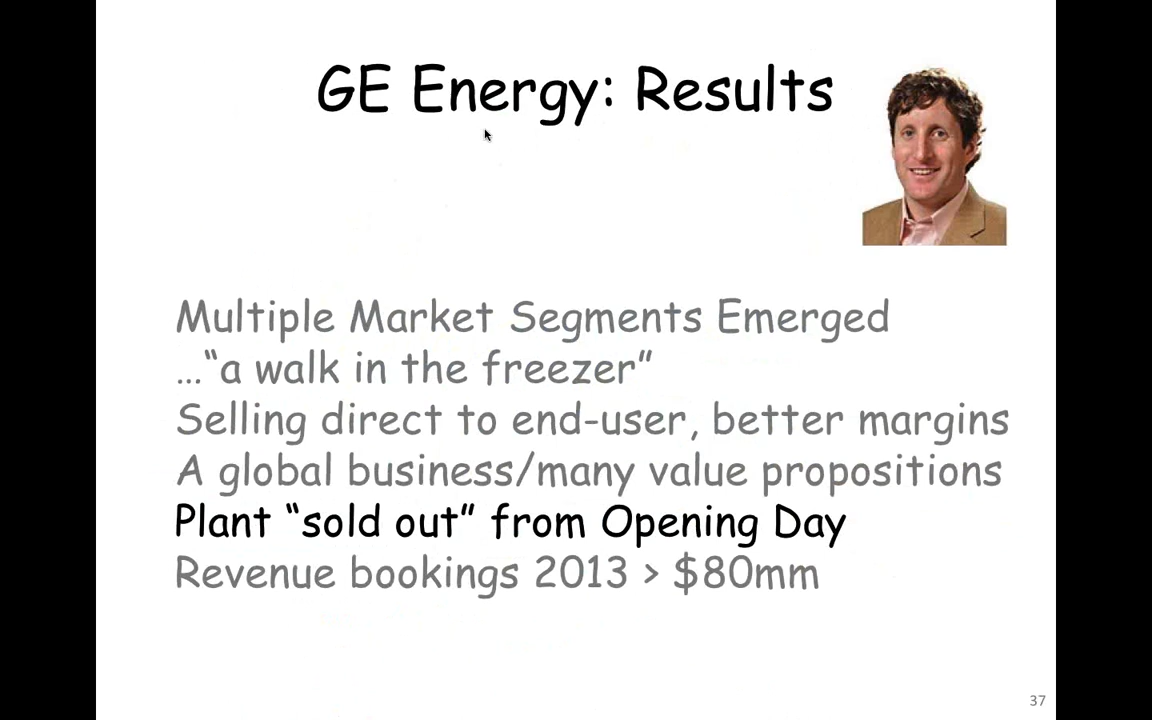 GE Energy: Results
Multiple Market Segments Emerged
…“a walk in the freezer”
Selling direct to end-user, better margins
A global business/many value propositions
Plant “sold out” from Opening Day
Revenue bookings 2013 > $80mm
37